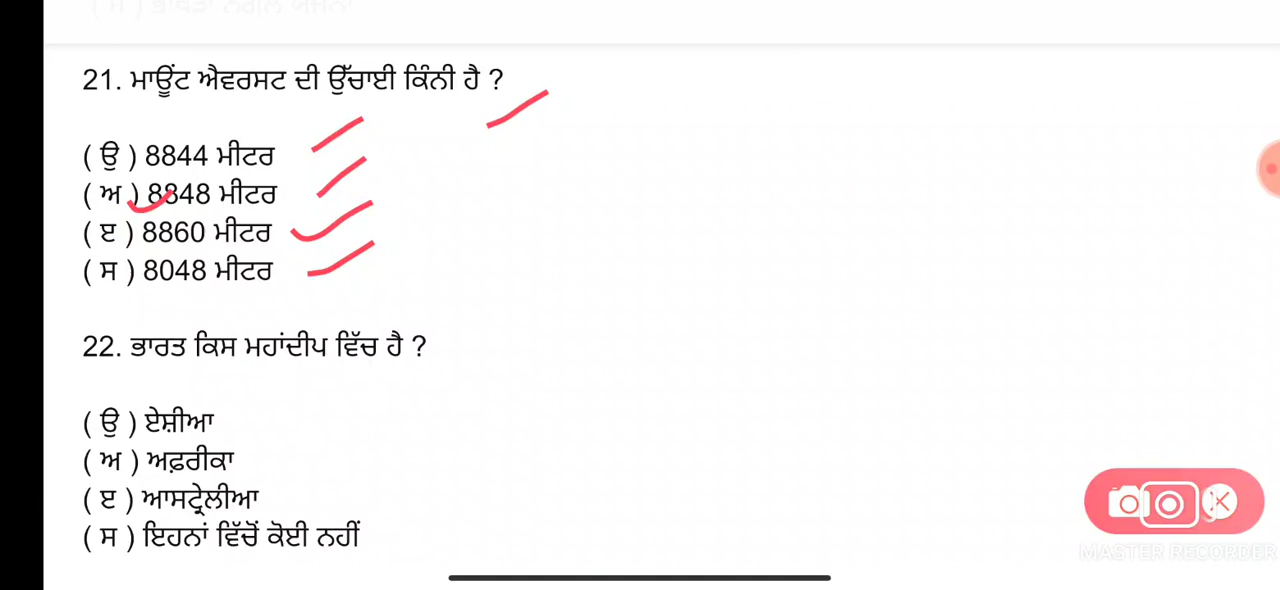 21. ਮਾਊਂਟ ਐਵਰਸਟ ਦੀ ਉੱਚਾਈ ਕਿੰਨੀ ਹੈ ?
( ਉ ) 8844 ਮੀਟਰ
( ਅ ) 8848 ਮੀਟਰ
( ੲ ) 8860 ਮੀਟਰ
( ਸ ) 8048 ਮੀਟਰ
22. ਭਾਰਤ ਕਿਸ ਮਹਾਂਦੀਪ ਵਿੱਚ ਹੈ ?
( ਉ ) ਏਸ਼ੀਆ
( ਅ ) ਅਫ਼ਰੀਕਾ
( ੲ ) ਆਸਟ੍ਰੇਲੀਆ
( ਸ ) ਇਹਨਾਂ ਵਿੱਚੋਂ ਕੋਈ ਨਹੀਂ
MASTER RECORDER